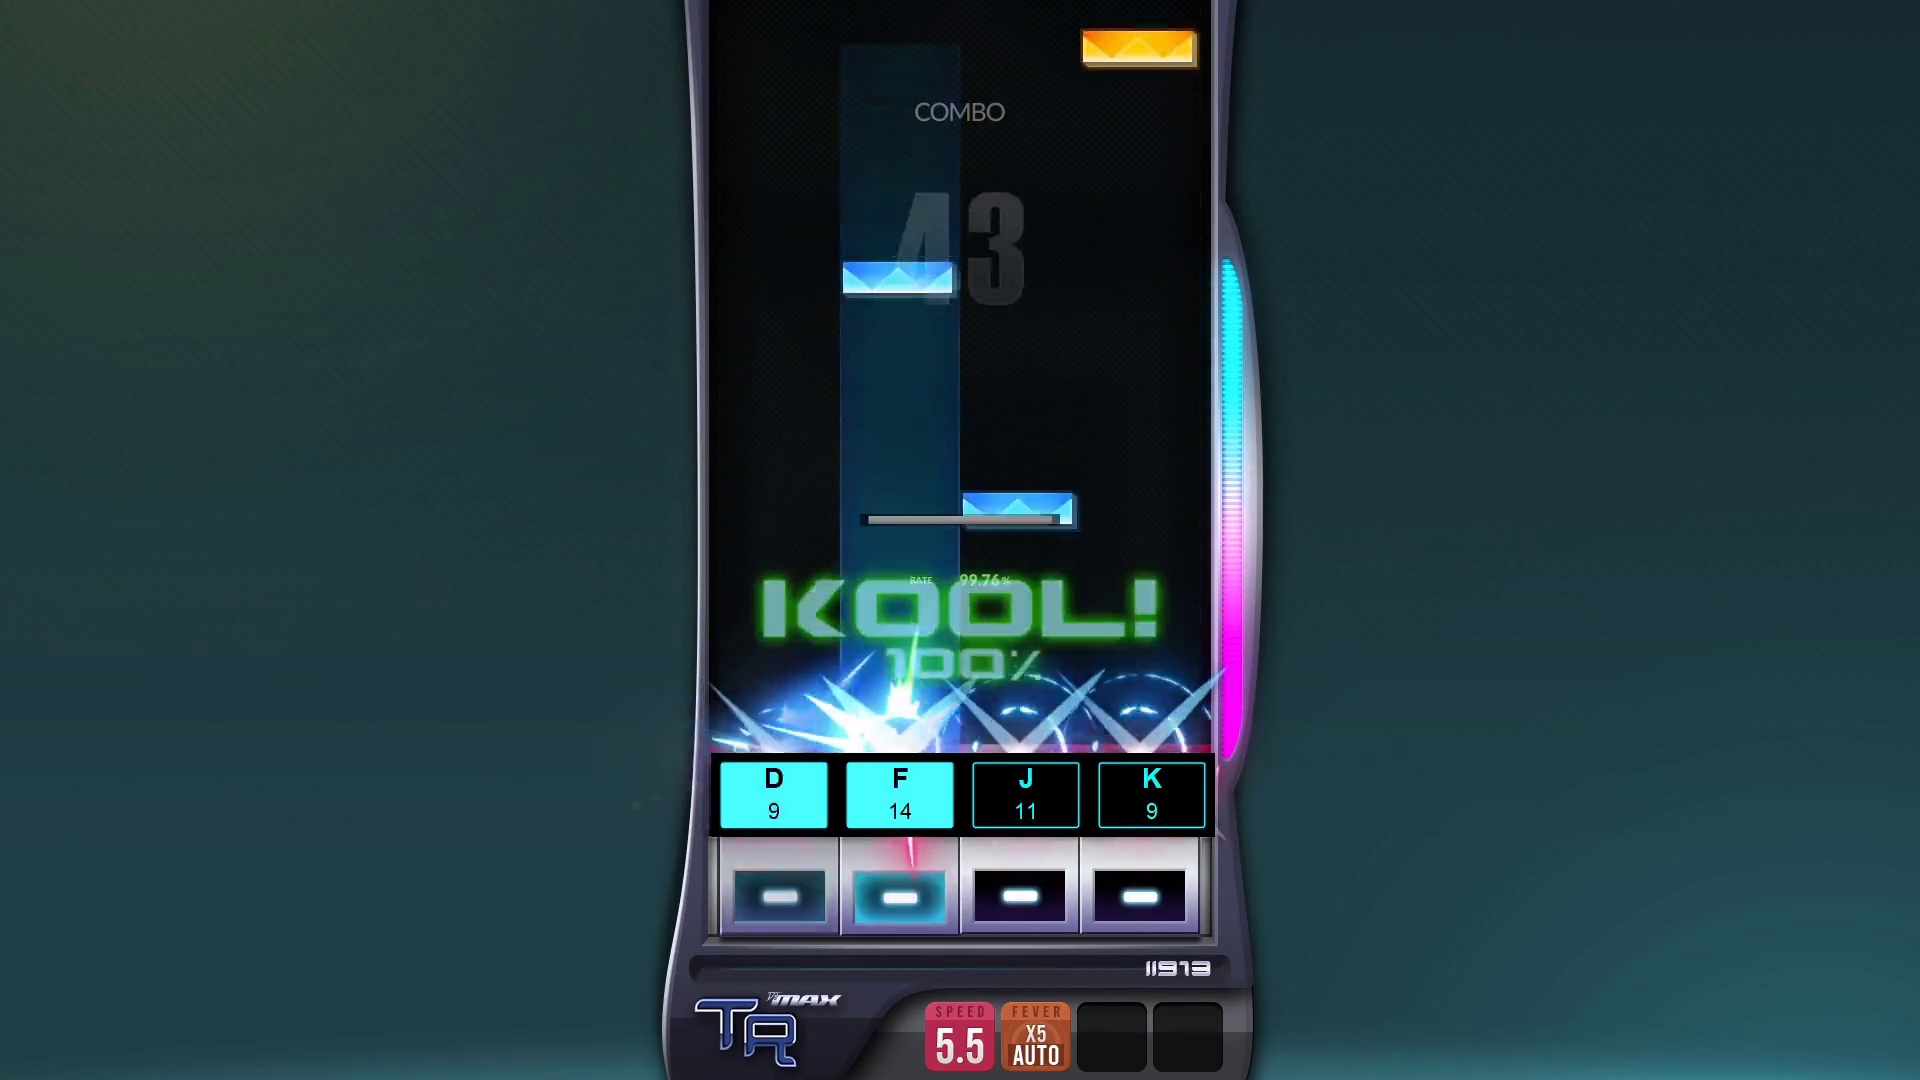 COMBO
43
RATE 99.76%
KOOL!
100%
D F J K
9 14 11 9
11913
DJMAX
TR
SPEED FEVER
5.5 X5
AUTO